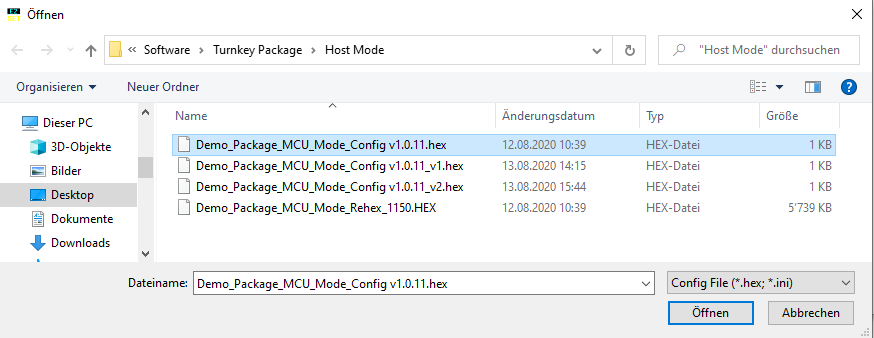 Öffnen
Software > Turnkey Package > Host Mode
"Host Mode" durchsuchen
Organisieren
Neuer Ordner
Dieser PC
3D-Objekte
Bilder
Desktop
Dokumente
Downloads
Name Änderungsdatum Typ Größe
Demo_Package_MCU_Mode_Config v1.0.11.hex 12.08.2020 10:39 HEX-Datei 1 KB
Demo_Package_MCU_Mode_Config v1.0.11_v1.hex 13.08.2020 14:15 HEX-Datei 1 KB
Demo_Package_MCU_Mode_Config v1.0.11_v2.hex 13.08.2020 15:44 HEX-Datei 1 KB
Demo_Package_MCU_Mode_Rehex_1150.HEX 12.08.2020 10:39 HEX-Datei 5'739 KB
Dateiname: Demo_Package_MCU_Mode_Config v1.0.11.hex
Config File (*.hex; *.ini)
Öffnen
Abbrechen